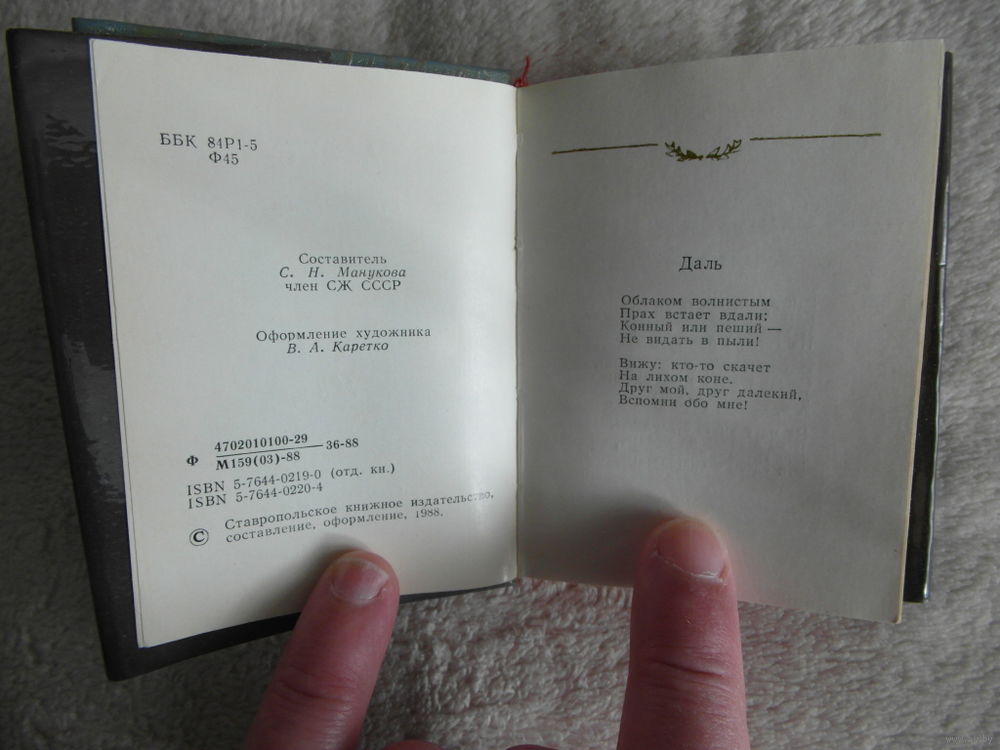 ББК 84Р1-5
Ф45
Составитель
С. Н. Манукова
член СЖ СССР
Оформление художника
В. А. Каретко
Ф 4702010100-29 36-88
М159(03)-88
ISBN 5-7644-0219-0 (отд. кн.)
ISBN 5-7644-0220-4
© Ставропольское книжное издательство,
составление, оформление, 1988.
Даль
Облаком волнистым
Прах встает вдали;
Конный или пеший —
Не видать в пыли!
Вижу: кто-то скачет
На лихом коне.
Друг мой, друг далекий,
Вспомни обо мне!